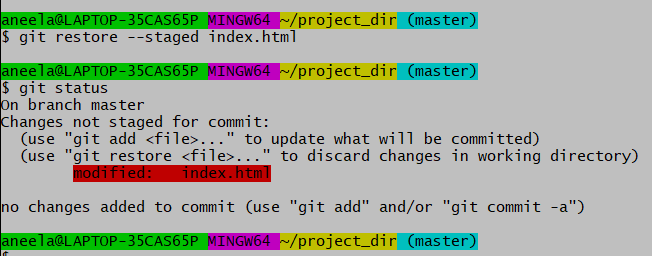 aneela@LAPTOP-35CAS65P MINGW64 ~/project_dir (master)
$ git restore --staged index.html
aneela@LAPTOP-35CAS65P MINGW64 ~/project_dir (master)
$ git status
On branch master
Changes not staged for commit:
  (use "git add <file>..." to update what will be committed)
  (use "git restore <file>..." to discard changes in working directory)
        modified:   index.html
no changes added to commit (use "git add" and/or "git commit -a")
aneela@LAPTOP-35CAS65P MINGW64 ~/project_dir (master)